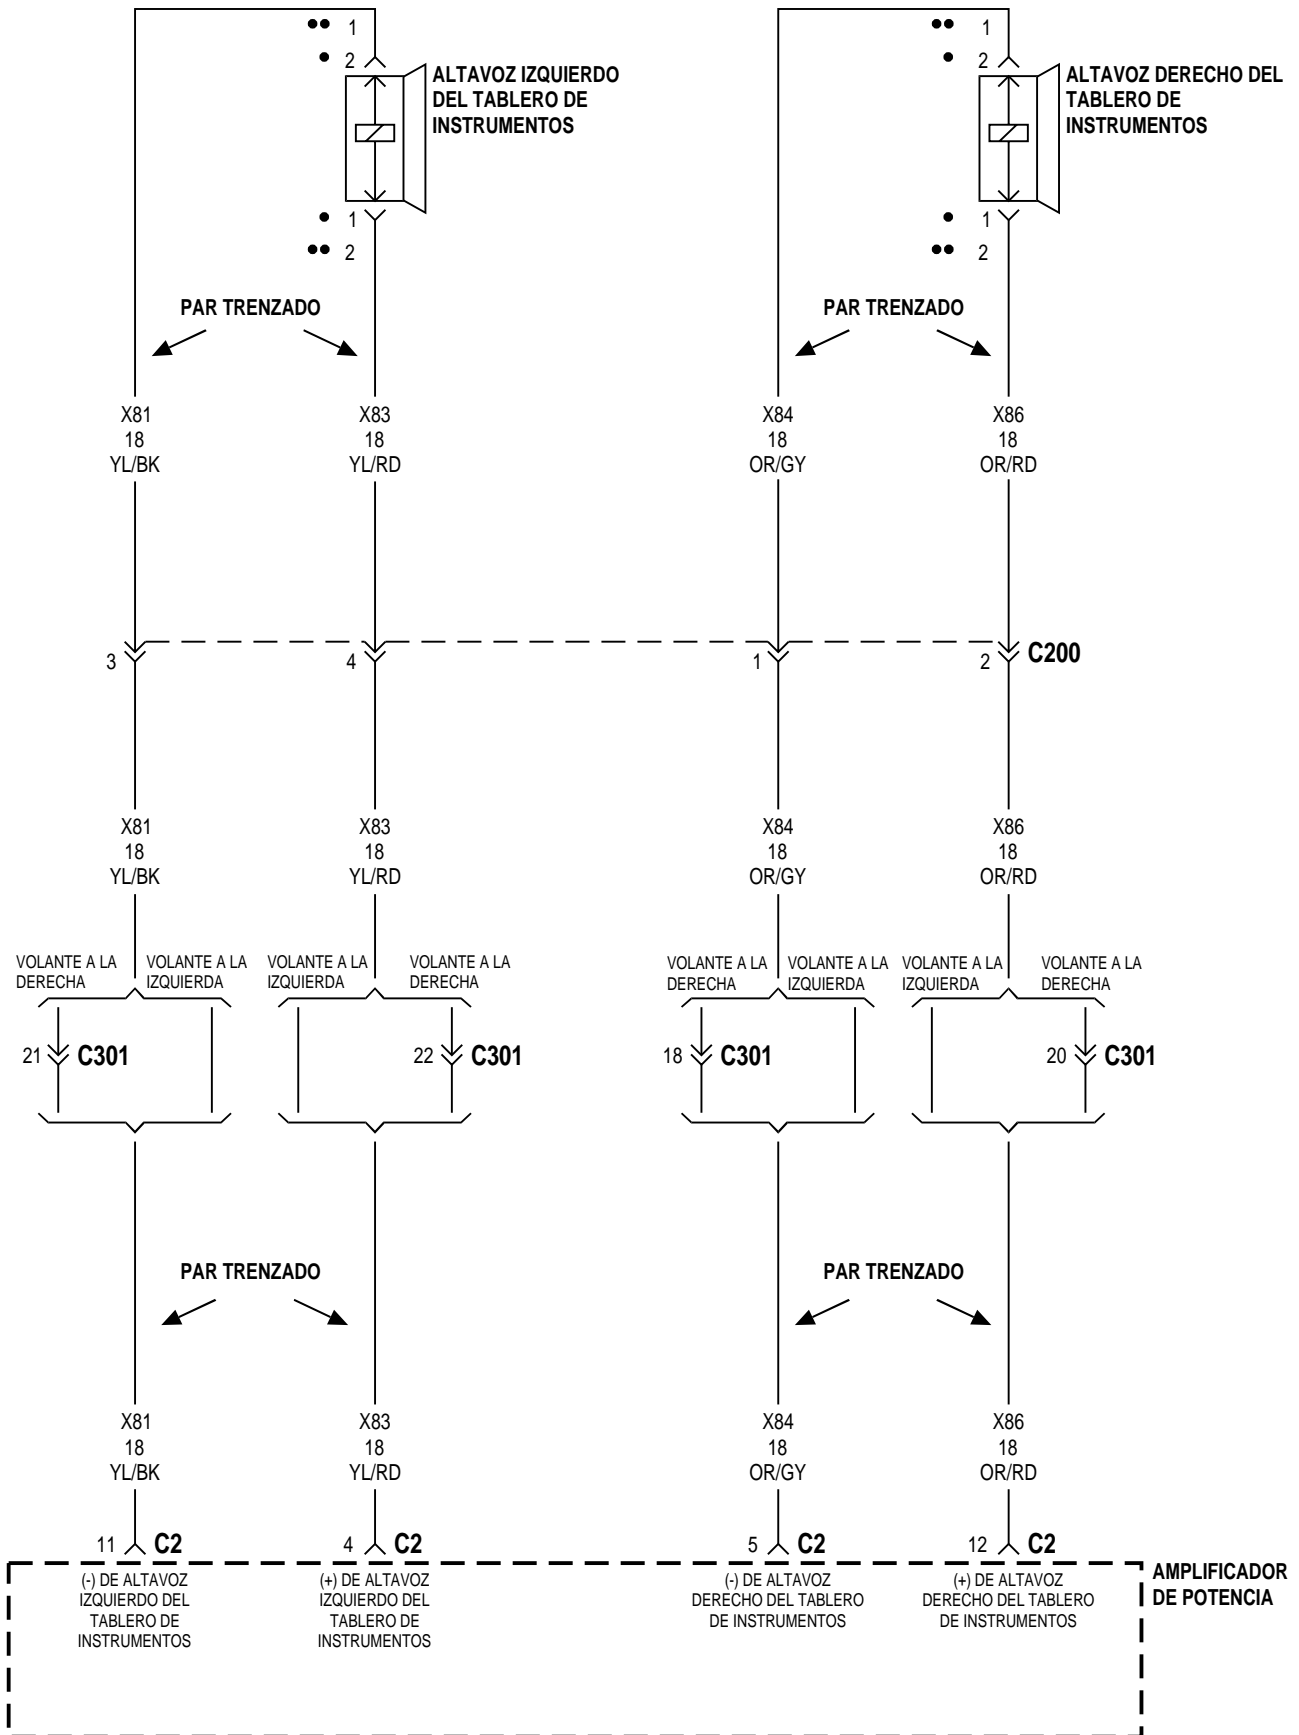 ●● 1
● 2
ALTAVOZ IZQUIERDO
DEL TABLERO DE
INSTRUMENTOS
● 1
●● 2
●● 1
● 2
ALTAVOZ DERECHO DEL
TABLERO DE
INSTRUMENTOS
● 1
●● 2
PAR TRENZADO
PAR TRENZADO
X81
18
YL/BK
X83
18
YL/RD
X84
18
OR/GY
X86
18
OR/RD
3
4
1
2
C200
X81
18
YL/BK
X83
18
YL/RD
X84
18
OR/GY
X86
18
OR/RD
VOLANTE A LA
DERECHA
VOLANTE A LA
IZQUIERDA
VOLANTE A LA
IZQUIERDA
VOLANTE A LA
DERECHA
VOLANTE A LA
DERECHA
VOLANTE A LA
IZQUIERDA
VOLANTE A LA
IZQUIERDA
VOLANTE A LA
DERECHA
21 C301
22 C301
18 C301
20 C301
PAR TRENZADO
PAR TRENZADO
X81
18
YL/BK
X83
18
YL/RD
X84
18
OR/GY
X86
18
OR/RD
11 C2
4 C2
5 C2
12 C2
(-) DE ALTAVOZ
IZQUIERDO DEL
TABLERO DE
INSTRUMENTOS
(+) DE ALTAVOZ
IZQUIERDO DEL
TABLERO DE
INSTRUMENTOS
(-) DE ALTAVOZ
DERECHO DEL TABLERO
DE INSTRUMENTOS
(+) DE ALTAVOZ
DERECHO DEL TABLERO
DE INSTRUMENTOS
AMPLIFICADOR
DE POTENCIA